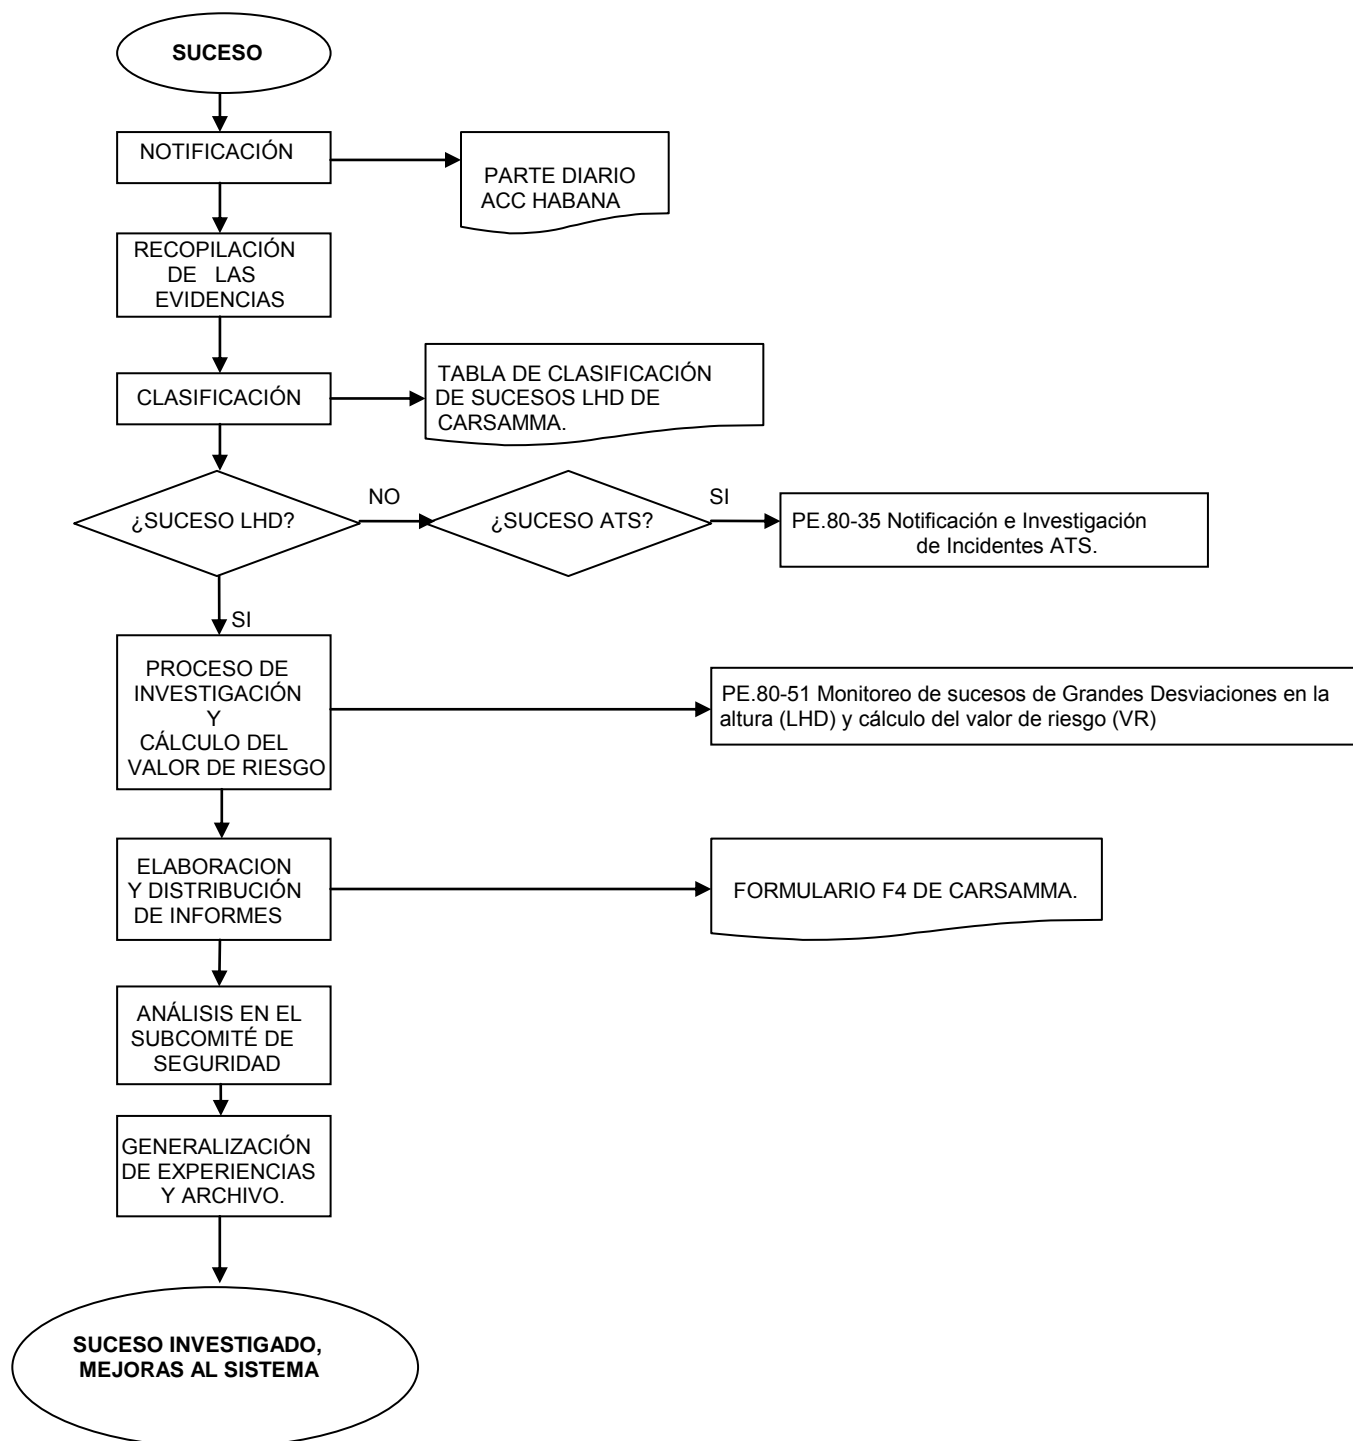 SUCESO
NOTIFICACIÓN
PARTE DIARIO
ACC HABANA
RECOPILACIÓN
DE LAS
EVIDENCIAS
CLASIFICACIÓN
TABLA DE CLASIFICACIÓN
DE SUCESOS LHD DE
CARSAMMA.
¿SUCESO LHD?
NO
¿SUCESO ATS?
SI
PE.80-35 Notificación e Investigación
de Incidentes ATS.
SI
PROCESO DE
INVESTIGACIÓN
Y
CÁLCULO DEL
VALOR DE RIESGO
PE.80-51 Monitoreo de sucesos de Grandes Desviaciones en la
altura (LHD) y cálculo del valor de riesgo (VR)
ELABORACION
Y DISTRIBUCIÓN
DE INFORMES
FORMULARIO F4 DE CARSAMMA.
ANÁLISIS EN EL
SUBCOMITÉ DE
SEGURIDAD
GENERALIZACIÓN
DE EXPERIENCIAS
Y ARCHIVO.
SUCESO INVESTIGADO,
MEJORAS AL SISTEMA